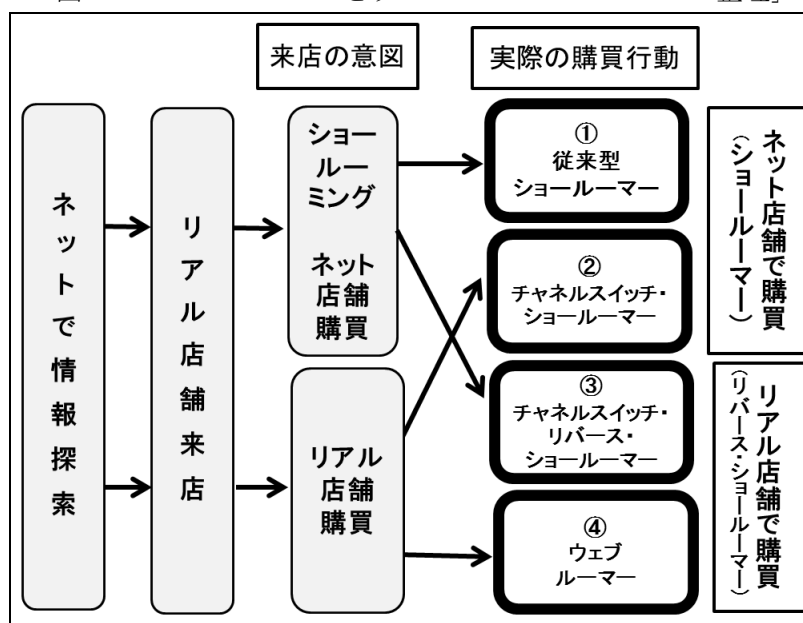 来店の意図
実際の購買行動
ネットで情報探索
リアル店舗来店
ショー
ルー
ミング
ネット
店舗
購買
リアル
店舗
購買
①
従来型
ショールーマー
②
チャネルスイッチ・
ショールーマー
③
チャネルスイッチ・
リバース・
ショールーマー
④
ウェブ
ルーマー
ネット店舗で購買
(ショールーマー)
リアル店舗で購買
(リバース・ショールーマー)